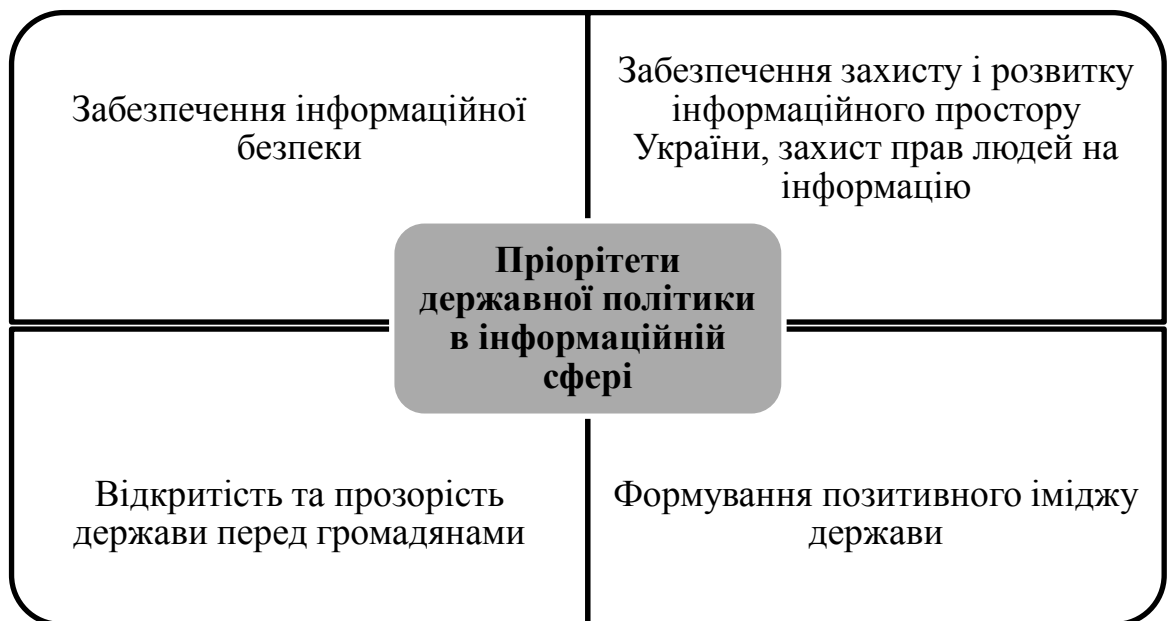 Забезпечення інформаційної
безпеки
Забезпечення захисту і розвитку
інформаційного простору
України, захист прав людей на
інформацію
Пріорітети
державної політики
в інформаційній
сфері
Відкритість та прозорість
держави перед громадянами
Формування позитивного іміджу
держави